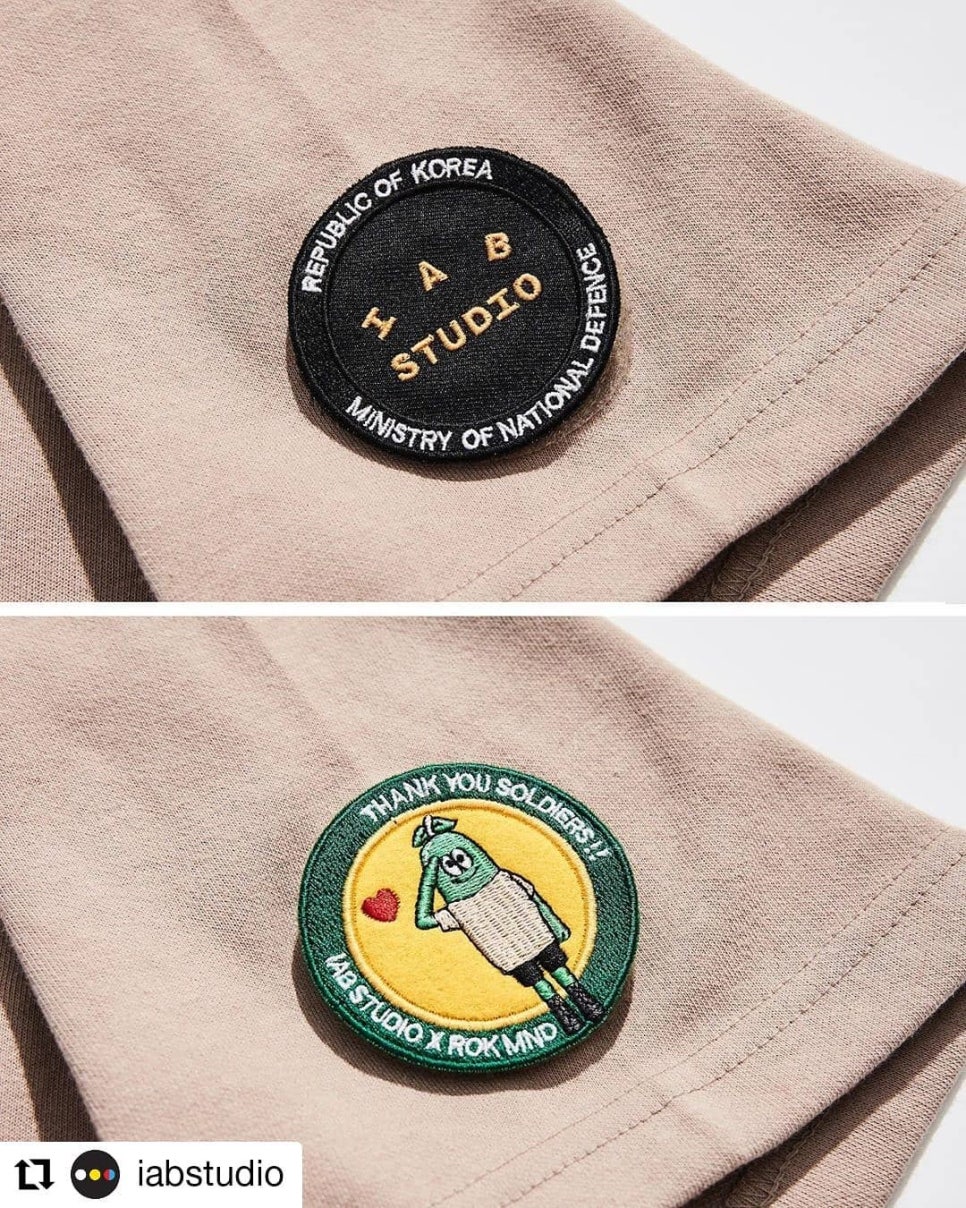 REPUBLIC OF KOREA
I A B
STUDIO
MINISTRY OF NATIONAL DEFENCE
THANK YOU SOLDIERS!!
IAB STUDIO X ROK MND
iabstudio